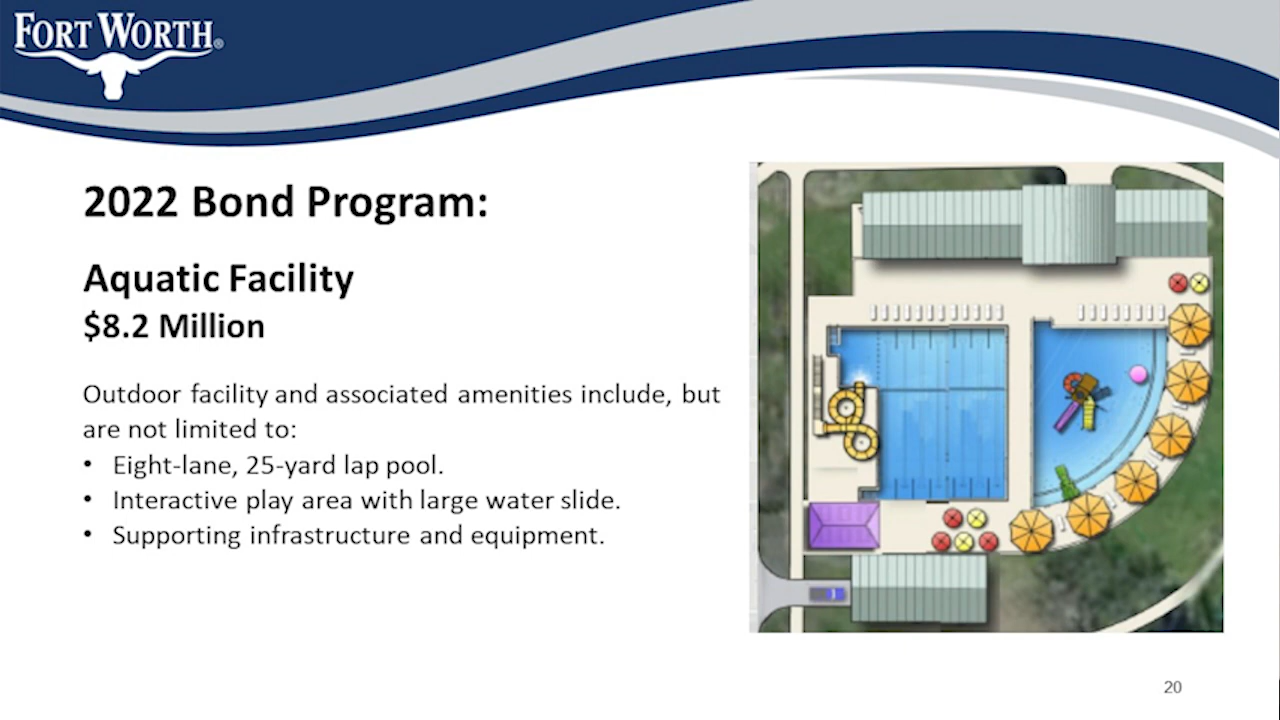 FORT WORTH®
2022 Bond Program:
Aquatic Facility
$8.2 Million
Outdoor facility and associated amenities include, but
are not limited to:
• Eight-lane, 25-yard lap pool.
• Interactive play area with large water slide.
• Supporting infrastructure and equipment.
20